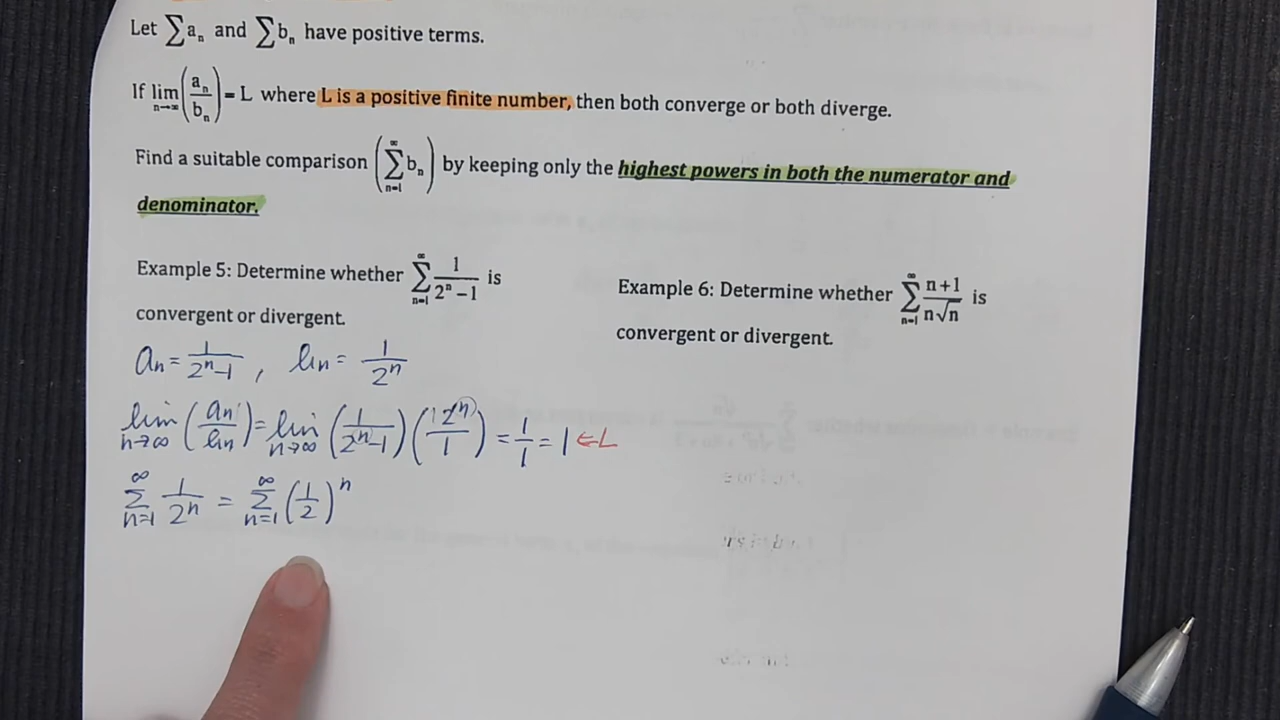 Let ∑aₙ and ∑bₙ have positive terms.
If lim n→∞ (aₙ/bₙ) = L where L is a positive finite number, then both converge or both diverge.
Find a suitable comparison (∑ n=1 ∞ bₙ) by keeping only the highest powers in both the numerator and
denominator.
Example 5: Determine whether ∑ n=1 ∞ 1/(2ⁿ−1) is
convergent or divergent.
aₙ = 1/(2ⁿ−1), bₙ = 1/2ⁿ
lim n→∞ (aₙ/bₙ) = lim n→∞ (1/(2ⁿ−1)) (1·2ⁿ/1) = 1/1 = 1 ← L
∑ n=1 ∞ 1/2ⁿ = ∑ n=1 ∞ (1/2)ⁿ
Example 6: Determine whether ∑ n=1 ∞ (n+1)/(n√n) is
convergent or divergent.